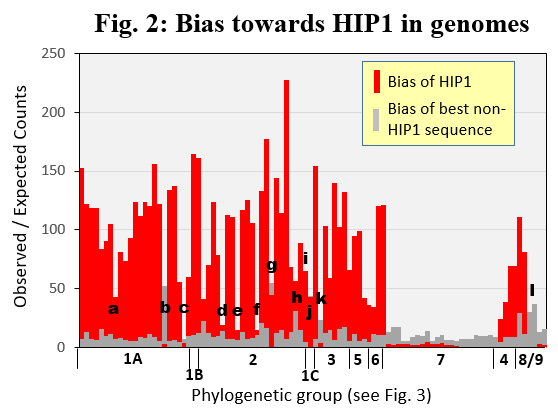 Fig. 2: Bias towards HIP1 in genomes
250
200
150
100
50
0
Observed / Expected Counts
Bias of HIP1
Bias of best non-
HIP1 sequence
a
b
c
d
e
f
g
h
i
j
k
l
1A
1B
2
1C
3
5
6
7
4
8/9
Phylogenetic group (see Fig. 3)